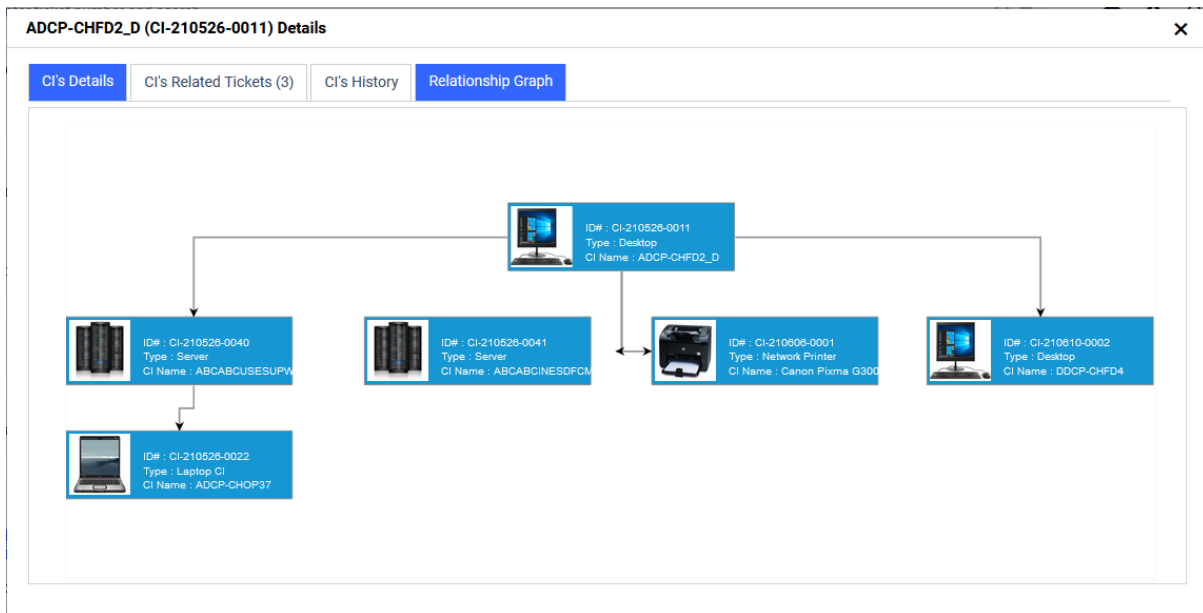 ADCP-CHFD2_D (CI-210526-0011) Details
CI's Details
CI's Related Tickets (3)
CI's History
Relationship Graph
ID# : CI-210526-0011
Type : Desktop
CI Name : ADCP-CHFD2_D
ID# : CI-210526-0040
Type : Server
CI Name : ABCABCUSESUPW
ID# : CI-210526-0041
Type : Server
CI Name : ABCABCINESDFCM
ID# : CI-210606-0001
Type : Network Printer
CI Name : Canon Pixma G300
ID# : CI-210610-0002
Type : Desktop
CI Name : DDCP-CHFD4
ID# : CI-210526-0022
Type : Laptop CI
CI Name : ADCP-CHOP37